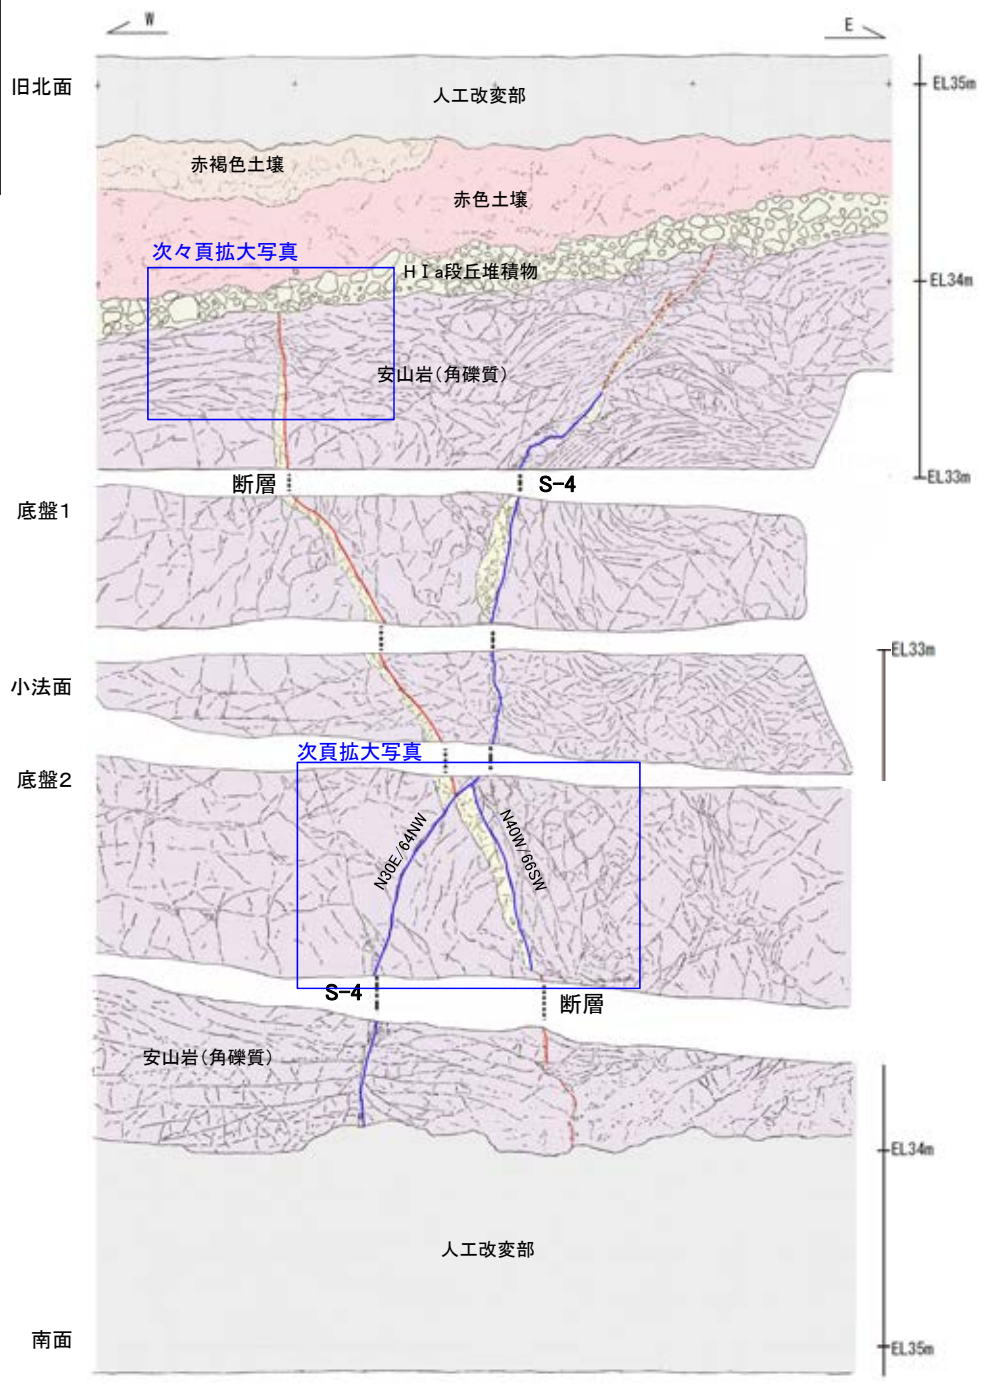 W
E
旧北面
EL35m
人工改変部
赤褐色土壌
赤色土壌
次々頁拡大写真
HⅠa段丘堆積物
EL34m
安山岩(角礫質)
断層
S-4
EL33m
底盤1
EL33m
小法面
次頁拡大写真
底盤2
N30E/64NW
N40W/66SW
S-4
断層
安山岩(角礫質)
EL34m
人工改変部
南面
EL35m